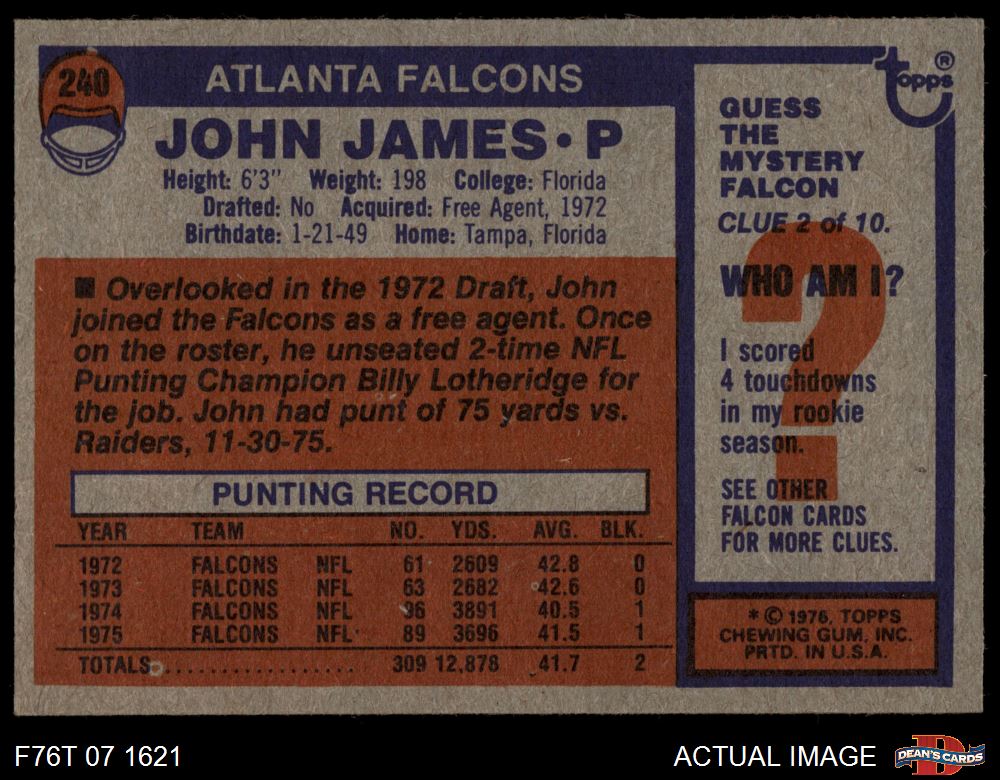 240
ATLANTA FALCONS
JOHN JAMES • P
Height: 6'3" Weight: 198 College: Florida
Drafted: No Acquired: Free Agent, 1972
Birthdate: 1-21-49 Home: Tampa, Florida
■ Overlooked in the 1972 Draft, John
joined the Falcons as a free agent. Once
on the roster, he unseated 2-time NFL
Punting Champion Billy Lotheridge for
the job. John had punt of 75 yards vs.
Raiders, 11-30-75.
PUNTING RECORD
YEAR TEAM NO. YDS. AVG. BLK.
1972 FALCONS NFL 61 2609 42.8 0
1973 FALCONS NFL 63 2682 42.6 0
1974 FALCONS NFL 96 3891 40.5 1
1975 FALCONS NFL 89 3696 41.5 1
TOTALS.................. 309 12,878 41.7 2
topps®
GUESS
THE
MYSTERY
FALCON
CLUE 2 of 10.
WHO AM I?
I scored
4 touchdowns
in my rookie
season.
SEE OTHER
FALCON CARDS
FOR MORE CLUES.
* © 1976, TOPPS
CHEWING GUM, INC.
PRTD. IN U.S.A.
F76T 07 1621
ACTUAL IMAGE
D
DEAN'S CARDS